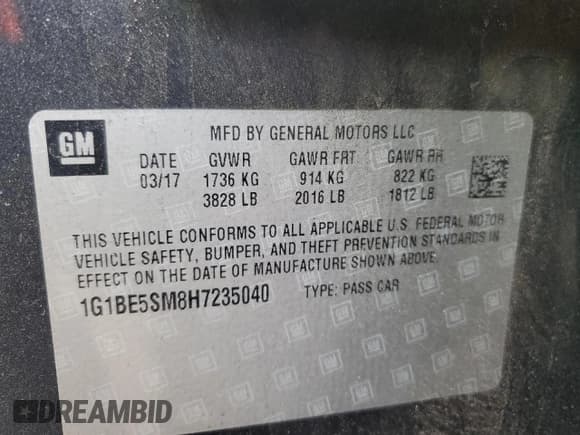 GM
MFD BY GENERAL MOTORS LLC
DATE GVWR GAWR FRT GAWR RR
03/17 1736 KG 914 KG 822 KG
3828 LB 2016 LB 1812 LB
THIS VEHICLE CONFORMS TO ALL APPLICABLE U.S. FEDERAL MOTOR
VEHICLE SAFETY, BUMPER, AND THEFT PREVENTION STANDARDS IN
EFFECT ON THE DATE OF MANUFACTURE SHOWN ABOVE.
1G1BE5SM8H7235040 TYPE: PASS CAR
DREAMBID